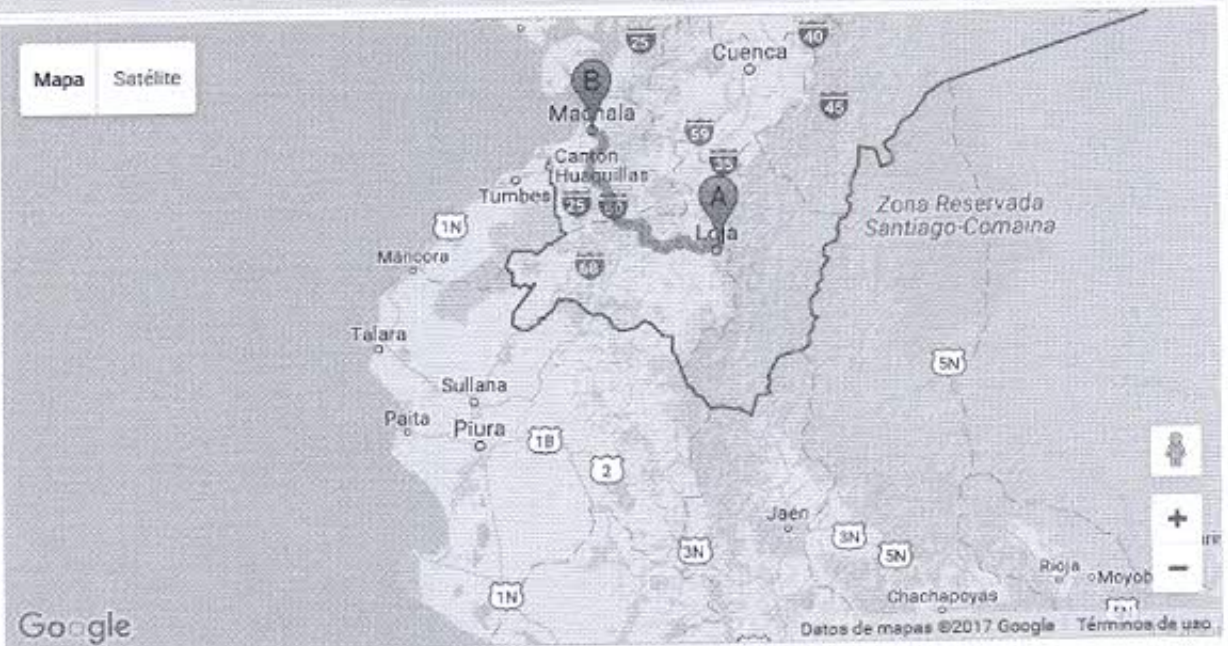 Mapa Satélite
25
Cuenca
40
B
Machala
45
59
Cantón
Huaquillas
35
Tumbes
25
A
1N
Loja
Zona Reservada
Santiago-Comaina
Máncora
68
Talara
5N
Sullana
Paita
Piura
1B
2
Jaén
+
3N
3N
5N
Rioja
Moyob
−
1N
Chachapoyas
Google
Datos de mapas ©2017 Google Términos de uso